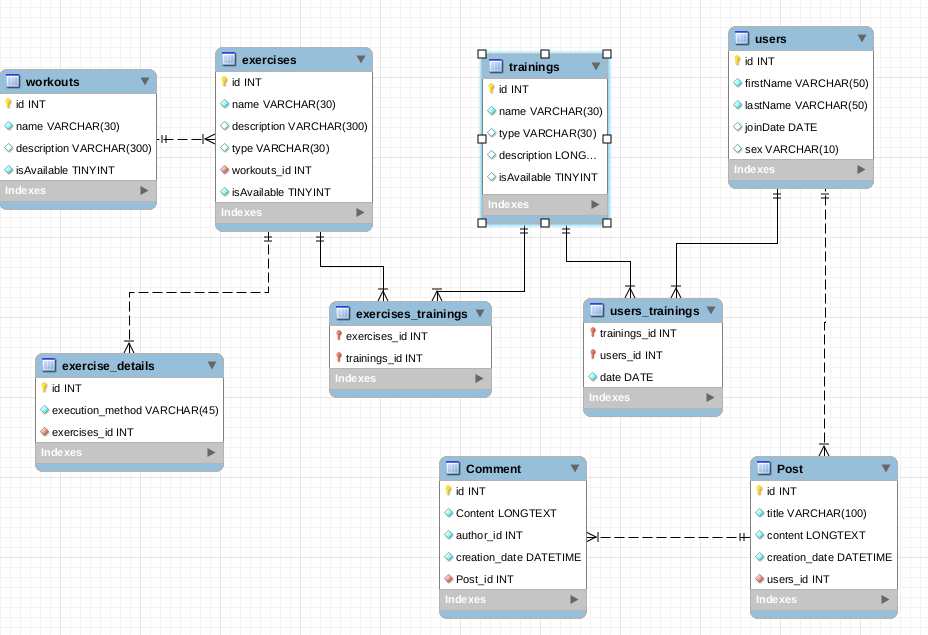 workouts
id INT
name VARCHAR(30)
description VARCHAR(300)
isAvailable TINYINT
Indexes
exercises
id INT
name VARCHAR(30)
description VARCHAR(300)
type VARCHAR(30)
workouts_id INT
isAvailable TINYINT
Indexes
trainings
id INT
name VARCHAR(30)
type VARCHAR(30)
description LONG...
isAvailable TINYINT
Indexes
users
id INT
firstName VARCHAR(50)
lastName VARCHAR(50)
joinDate DATE
sex VARCHAR(10)
Indexes
exercise_details
id INT
execution_method VARCHAR(45)
exercises_id INT
Indexes
exercises_trainings
exercises_id INT
trainings_id INT
Indexes
users_trainings
trainings_id INT
users_id INT
date DATE
Indexes
Comment
id INT
Content LONGTEXT
author_id INT
creation_date DATETIME
Post_id INT
Indexes
Post
id INT
title VARCHAR(100)
content LONGTEXT
creation_date DATETIME
users_id INT
Indexes